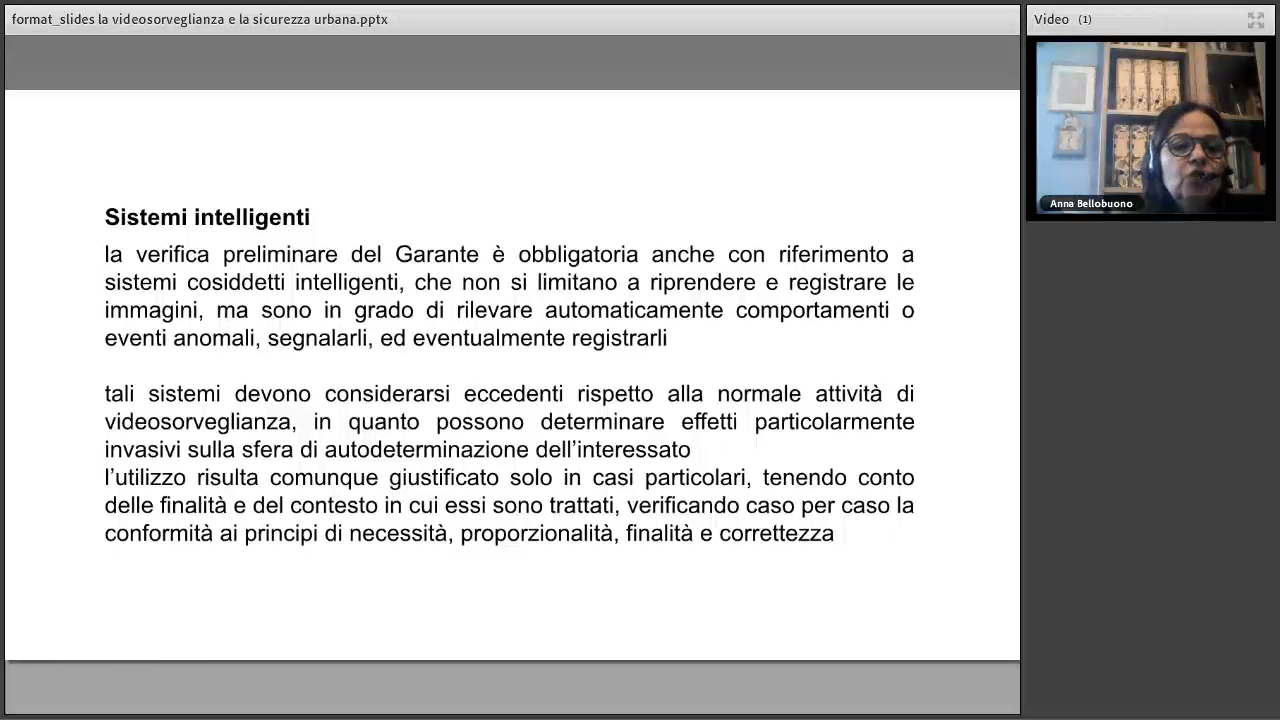 format_slides la videosorveglianza e la sicurezza urbana.pptx
Video (1)
Anna Bellobuono
Sistemi intelligenti
la verifica preliminare del Garante è obbligatoria anche con riferimento a
sistemi cosiddetti intelligenti, che non si limitano a riprendere e registrare le
immagini, ma sono in grado di rilevare automaticamente comportamenti o
eventi anomali, segnalarli, ed eventualmente registrarli
tali sistemi devono considerarsi eccedenti rispetto alla normale attività di
videosorveglianza, in quanto possono determinare effetti particolarmente
invasivi sulla sfera di autodeterminazione dell’interessato
l’utilizzo risulta comunque giustificato solo in casi particolari, tenendo conto
delle finalità e del contesto in cui essi sono trattati, verificando caso per caso la
conformità ai principi di necessità, proporzionalità, finalità e correttezza